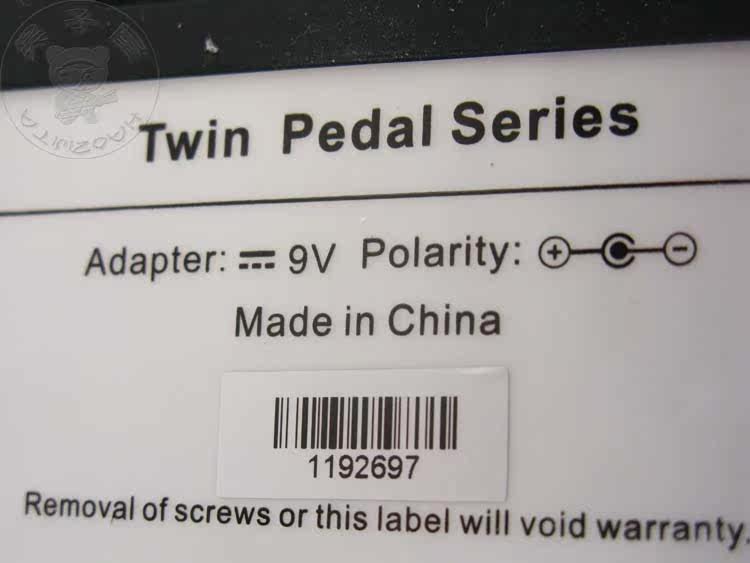 Twin Pedal Series
Adapter: ⎓ 9V Polarity:
Made in China
1192697
Removal of screws or this label will void warranty.
HAOZUITA